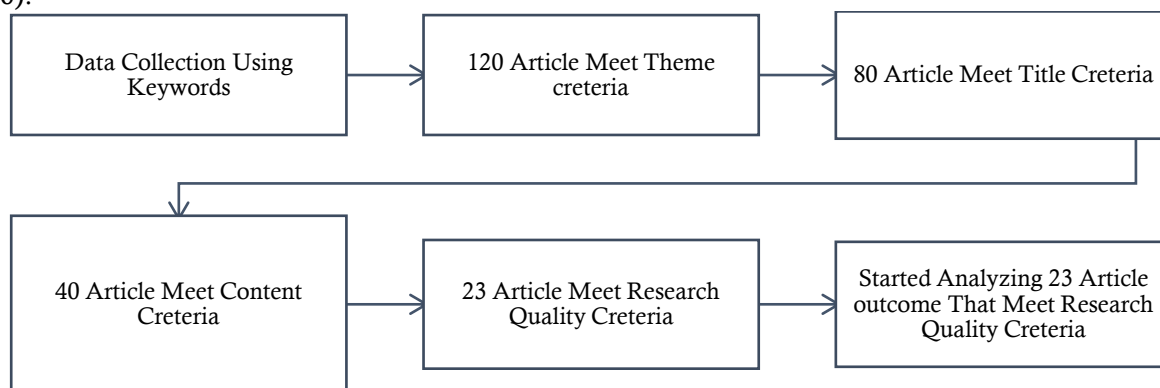 0).
Data Collection Using
Keywords
120 Article Meet Theme
creteria
80 Article Meet Title Creteria
40 Article Meet Content
Creteria
23 Article Meet Research
Quality Creteria
Started Analyzing 23 Article
outcome That Meet Research
Quality Creteria